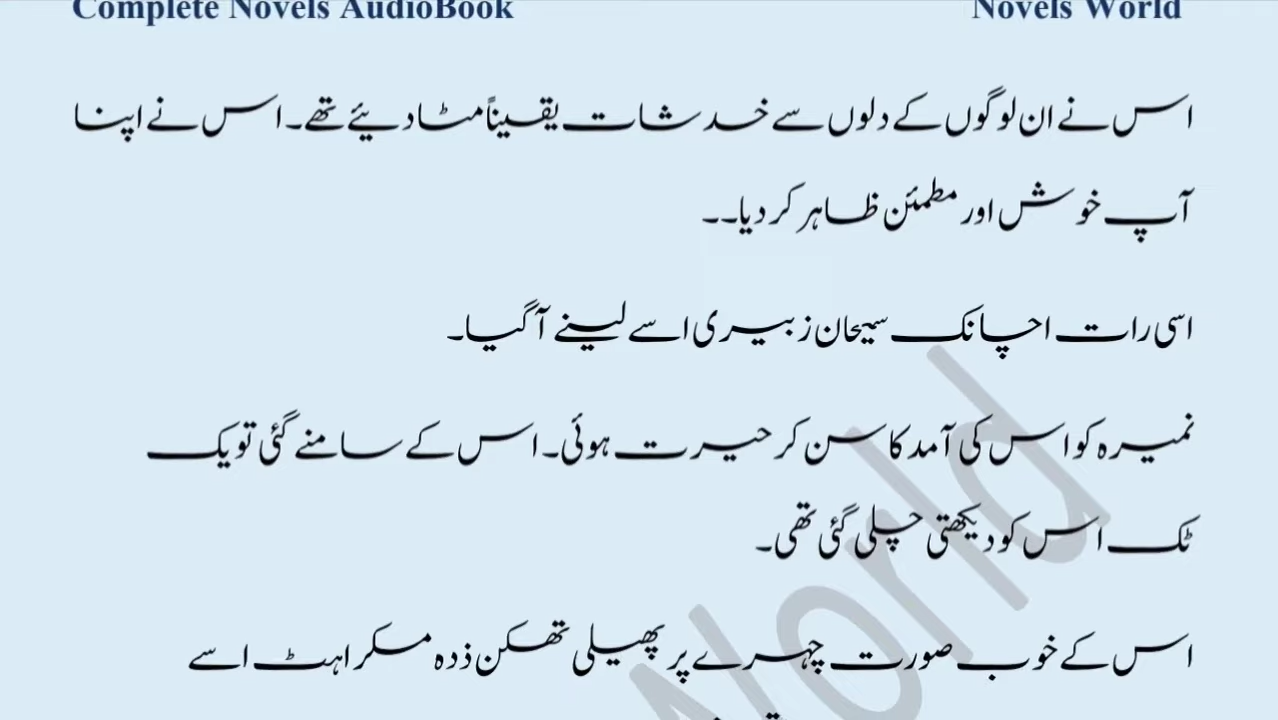 Complete Novels AudioBook Novels World
اس نے ان لوگوں کے دلوں سے خدشات یقیناً مٹا دیئے تھے۔ اس نے اپنا
آپ خوش اور مطمئن ظاہر کر دیا۔۔
اسی رات اچانک سبحان زبیری اسے لینے آ گیا۔
نمیرہ کو اس کی آمد کا سن کر حیرت ہوئی۔ اس کے سامنے گئی تو یک
ٹک اس کو دیکھتی چلی گئی تھی۔
اس کے خوب صورت چہرے پر پھیلی تھکن زدہ مسکراہٹ اسے
World